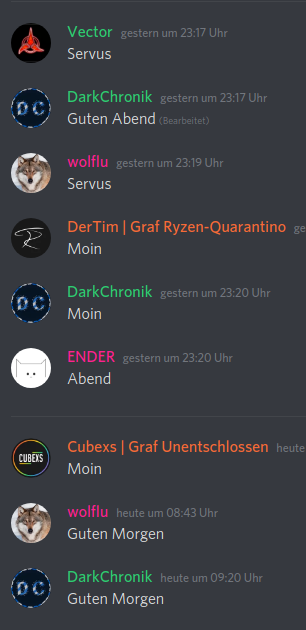 Vector gestern um 23:17 Uhr
Servus
DC
DarkChronik gestern um 23:17 Uhr
Guten Abend (Bearbeitet)
wolflu gestern um 23:19 Uhr
Servus
DerTim | Graf Ryzen-Quarantino ge
Moin
DC
DarkChronik gestern um 23:20 Uhr
Moin
ENDER gestern um 23:20 Uhr
Abend
CUBEXS
Cubexs | Graf Unentschlossen heute
Moin
wolflu heute um 08:43 Uhr
Guten Morgen
DC
DarkChronik heute um 09:20 Uhr
Guten Morgen